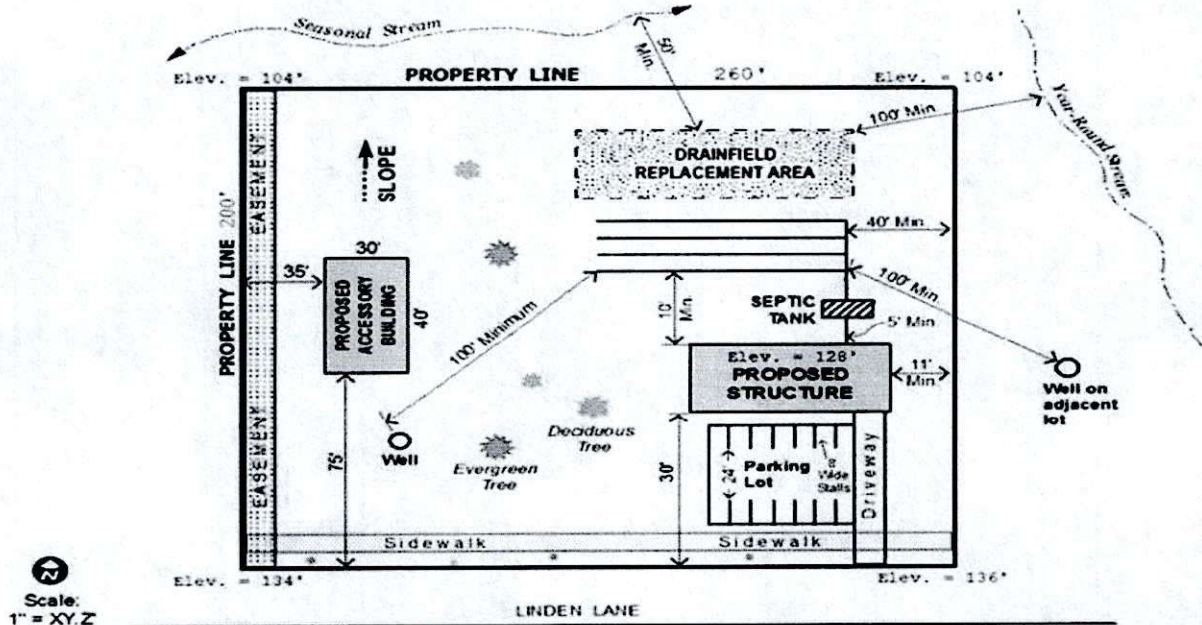 Seasonal Stream
50'
Min.
Elev. = 104'
PROPERTY LINE
260'
Elev. = 104'
100' Min
Year-Round Stream
EASEMENT
SLOPE
DRAINFIELD
REPLACEMENT AREA
PROPERTY LINE 200'
30'
35'
PROPOSED
ACCESSORY
BUILDING
40'
40' Min
100' Minimum
10'
Min.
SEPTIC
TANK
100' Min
5' Min
Elev. = 128'
PROPOSED
STRUCTURE
11'
Min.
Well on
adjacent
lot
EASEMENT
75'
Well
Deciduous
Tree
Evergreen
Tree
30'
24'
Parking
Lot
8'
Wide
Stalls
Driveway
Sidewalk
Sidewalk
Elev. = 134'
Elev. = 136'
N
Scale:
1" = XY.Z'
LINDEN LANE